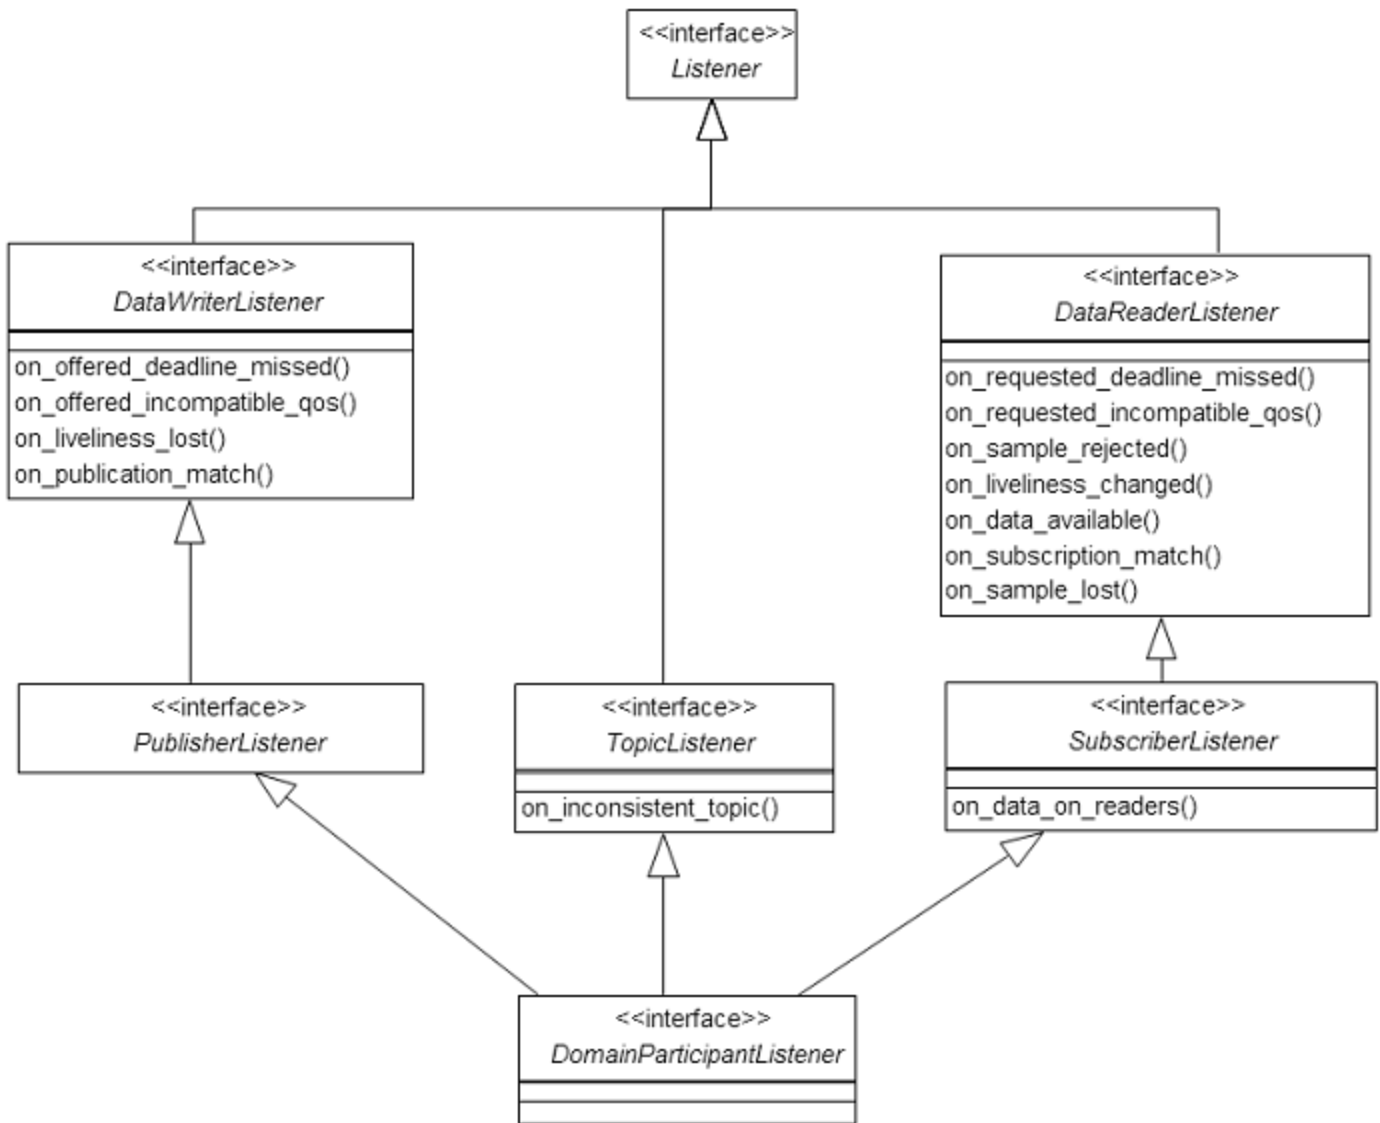 <<interface>>
Listener
<<interface>>
DataWriterListener
on_offered_deadline_missed()
on_offered_incompatible_qos()
on_liveliness_lost()
on_publication_match()
<<interface>>
DataReaderListener
on_requested_deadline_missed()
on_requested_incompatible_qos()
on_sample_rejected()
on_liveliness_changed()
on_data_available()
on_subscription_match()
on_sample_lost()
<<interface>>
PublisherListener
<<interface>>
TopicListener
on_inconsistent_topic()
<<interface>>
SubscriberListener
on_data_on_readers()
<<interface>>
DomainParticipantListener